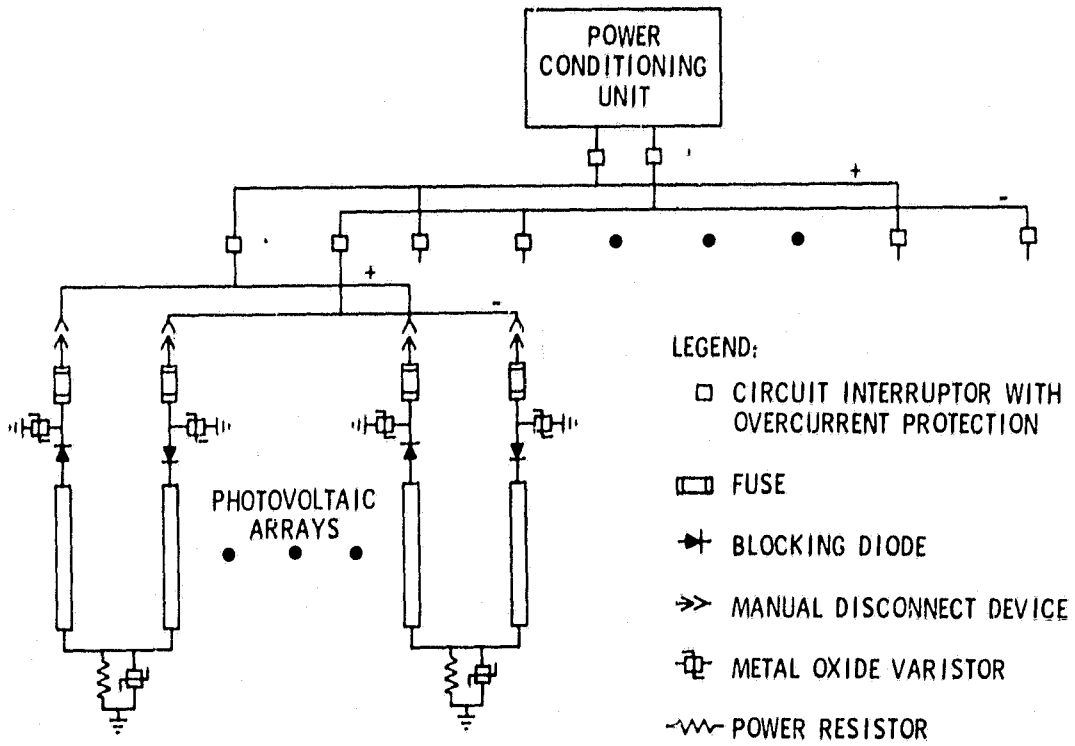 POWER
CONDITIONING
UNIT
+
-
+
-
PHOTOVOLTAIC
ARRAYS
LEGEND:
CIRCUIT INTERRUPTOR WITH
OVERCURRENT PROTECTION
FUSE
BLOCKING DIODE
MANUAL DISCONNECT DEVICE
METAL OXIDE VARISTOR
POWER RESISTOR